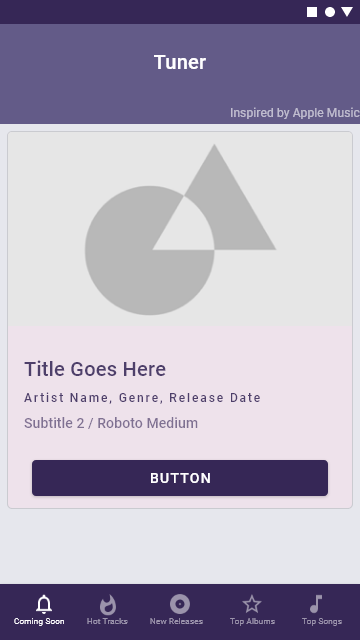 Tuner
Inspired by Apple Music
Title Goes Here
Artist Name, Genre, Release Date
Subtitle 2 / Roboto Medium
BUTTON
Coming Soon
Hot Tracks
New Releases
Top Albums
Top Songs